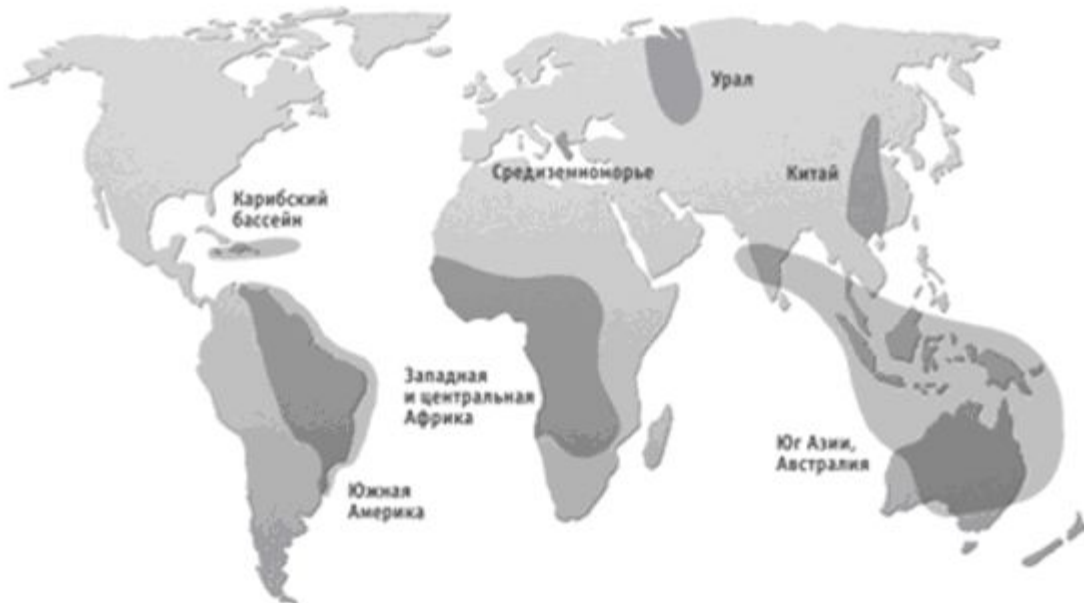 Урал
Средиземноморье
Китай
Карибский
бассейн
Западная
и центральная
Африка
Юг Азии,
Австралия
Южная
Америка